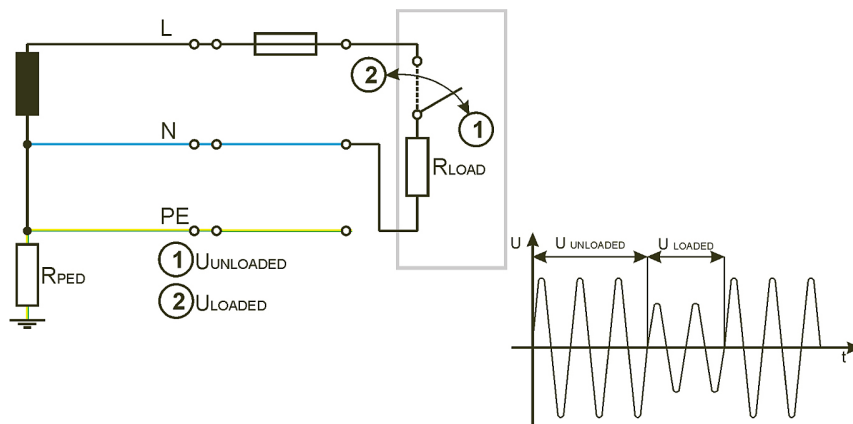 L
2
1
N
RLOAD
PE
1 UUNLOADED
RPED
2 ULOADED
U
U UNLOADED
U LOADED
t